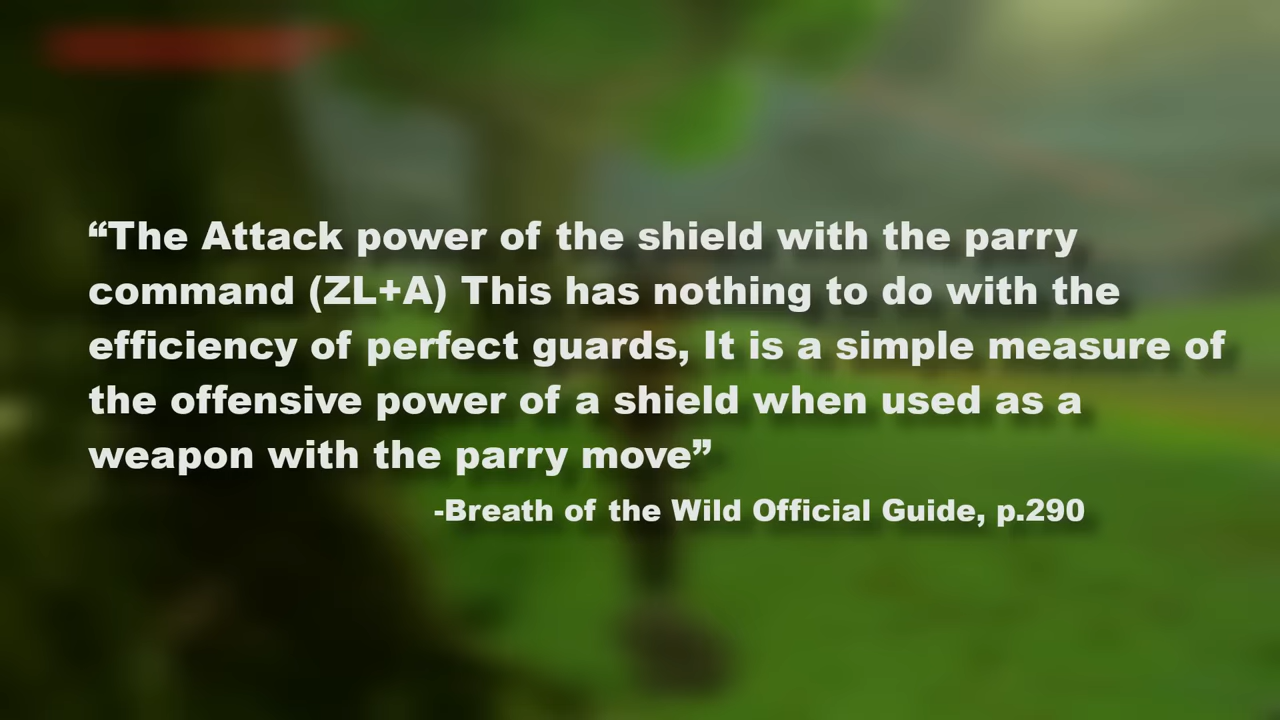 “The Attack power of the shield with the parry
command (ZL+A) This has nothing to do with the
efficiency of perfect guards, It is a simple measure of
the offensive power of a shield when used as a
weapon with the parry move”
-Breath of the Wild Official Guide, p.290